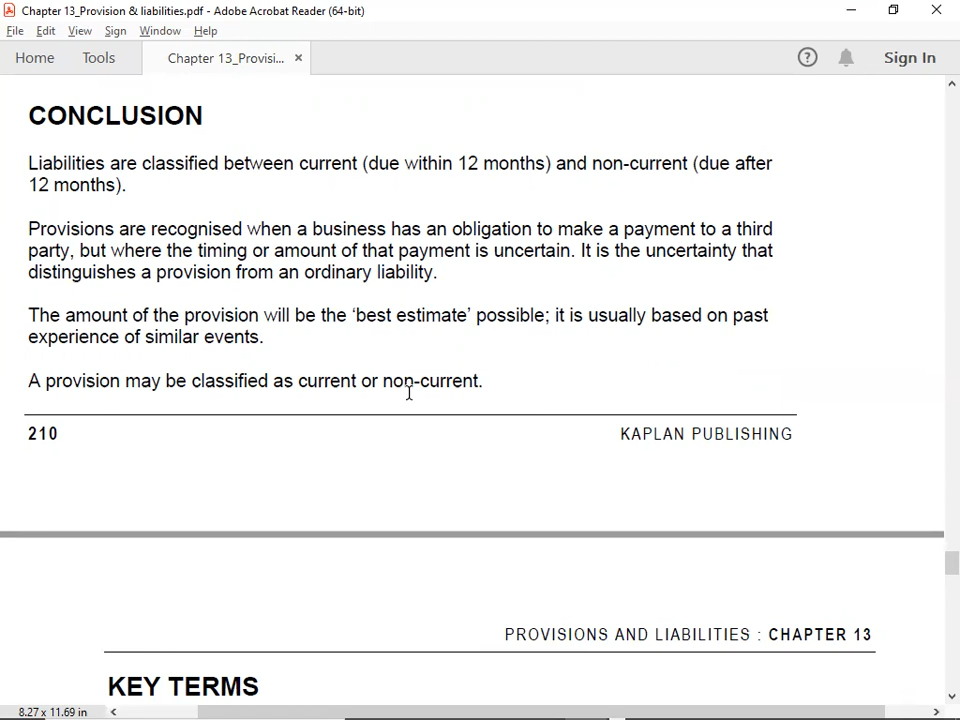 Chapter 13_Provision & liabilities.pdf - Adobe Acrobat Reader (64-bit)
File Edit View Sign Window Help
Home Tools Chapter 13_Provisi... × Sign In
CONCLUSION
Liabilities are classified between current (due within 12 months) and non-current (due after
12 months).
Provisions are recognised when a business has an obligation to make a payment to a third
party, but where the timing or amount of that payment is uncertain. It is the uncertainty that
distinguishes a provision from an ordinary liability.
The amount of the provision will be the ‘best estimate’ possible; it is usually based on past
experience of similar events.
A provision may be classified as current or non-current.
210 KAPLAN PUBLISHING
PROVISIONS AND LIABILITIES : CHAPTER 13
KEY TERMS
8.27 x 11.69 in